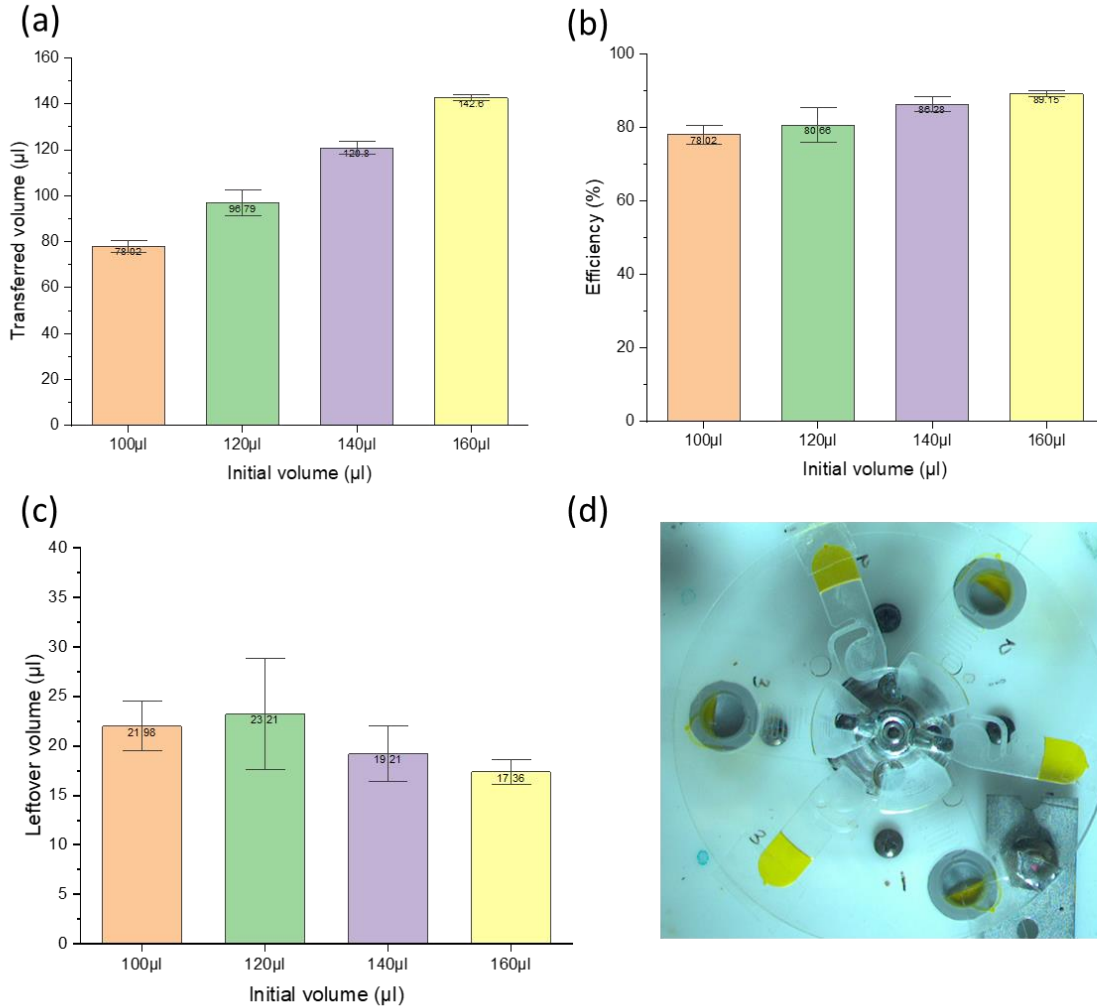 (a)
160
140
120
100
80
60
40
20
0
Transferred volume (µl)
78.02
96.79
120.8
142.6
100µl
120µl
140µl
160µl
Initial volume (µl)
(b)
100
80
60
40
20
0
Efficiency (%)
78.02
80.66
86.28
89.15
100µl
120µl
140µl
160µl
Initial volume (µl)
(c)
40
35
30
25
20
15
10
5
0
Leftover volume (µl)
21.98
23.21
19.21
17.36
100µl
120µl
140µl
160µl
Initial volume (µl)
(d)
3
3